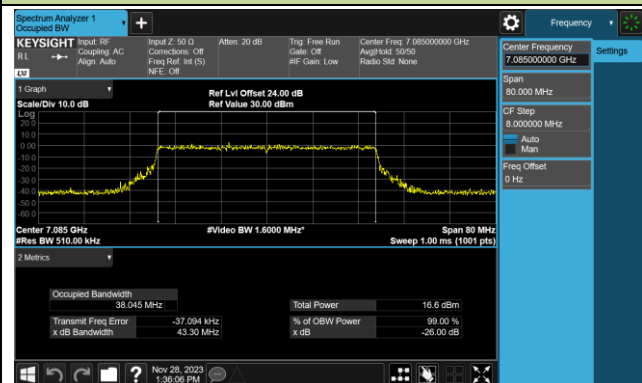 Spectrum Analyzer 1
Occupied BW
Frequency
KEYSIGHT
Input: RF
Coupling: AC
Align: Auto
Input Z: 50 Ω
Corrections: Off
Freq Ref: Int (S)
NFE: Off
Atten: 20 dB
Trig: Free Run
Gate: Off
#IF Gain: Low
Center Freq: 7.085000000 GHz
Avg|Hold: 50/50
Radio Std: None
RL
LXI
1 Graph
Scale/Div 10.0 dB
Ref Lvl Offset 24.00 dB
Ref Value 30.00 dBm
Log
20.0
10.0
0.00
-10.0
-20.0
-30.0
-40.0
-50.0
-60.0
Center 7.085 GHz
#Res BW 510.00 kHz
#Video BW 1.6000 MHz*
Span 80 MHz
Sweep 1.00 ms (1001 pts)
2 Metrics
Occupied Bandwidth
38.045 MHz
Transmit Freq Error -37.094 kHz
x dB Bandwidth 43.30 MHz
Total Power 16.6 dBm
% of OBW Power 99.00 %
x dB -26.00 dB
Nov 28, 2023
1:36:06 PM
Center Frequency
7.085000000 GHz
Span
80.000 MHz
CF Step
8.000000 MHz
Auto
Man
Freq Offset
0 Hz
Settings